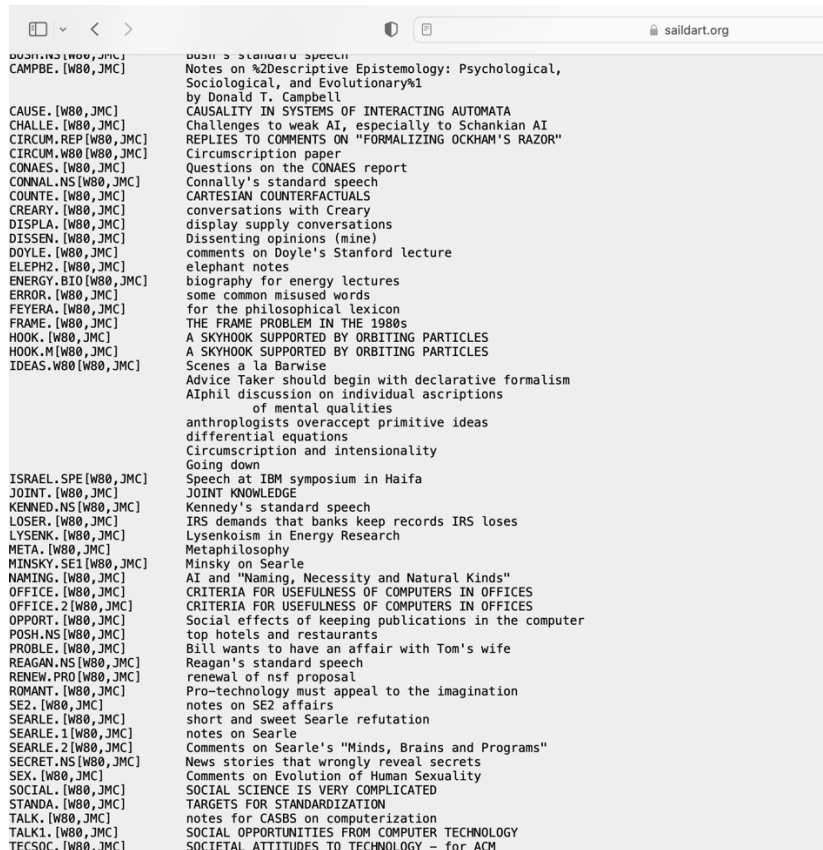 saildart.org
BUSH.NS[W80,JMC] Bush's standard speech
CAMPBE.[W80,JMC] Notes on %2Descriptive Epistemology: Psychological,
Sociological, and Evolutionary%1
by Donald T. Campbell
CAUSE.[W80,JMC] CAUSALITY IN SYSTEMS OF INTERACTING AUTOMATA
CHALLE.[W80,JMC] Challenges to weak AI, especially to Schankian AI
CIRCUM.REP[W80,JMC] REPLIES TO COMMENTS ON "FORMALIZING OCKHAM'S RAZOR"
CIRCUM.W80[W80,JMC] Circumscription paper
CONAES.[W80,JMC] Questions on the CONAES report
CONNAL.NS[W80,JMC] Connally's standard speech
COUNTE.[W80,JMC] CARTESIAN COUNTERFACTUALS
CREARY.[W80,JMC] conversations with Creary
DISPLA.[W80,JMC] display supply conversations
DISSEN.[W80,JMC] Dissenting opinions (mine)
DOYLE.[W80,JMC] comments on Doyle's Stanford lecture
ELEPH2.[W80,JMC] elephant notes
ENERGY.BIO[W80,JMC] biography for energy lectures
ERROR.[W80,JMC] some common misused words
FEYERA.[W80,JMC] for the philosophical lexicon
FRAME.[W80,JMC] THE FRAME PROBLEM IN THE 1980s
HOOK.[W80,JMC] A SKYHOOK SUPPORTED BY ORBITING PARTICLES
HOOK.M[W80,JMC] A SKYHOOK SUPPORTED BY ORBITING PARTICLES
IDEAS.W80[W80,JMC] Scenes a la Barwise
Advice Taker should begin with declarative formalism
AIphil discussion on individual ascriptions
of mental qualities
anthroplogists overaccept primitive ideas
differential equations
Circumscription and intensionality
Going down
ISRAEL.SPE[W80,JMC] Speech at IBM symposium in Haifa
JOINT.[W80,JMC] JOINT KNOWLEDGE
KENNED.NS[W80,JMC] Kennedy's standard speech
LOSER.[W80,JMC] IRS demands that banks keep records IRS loses
LYSENK.[W80,JMC] Lysenkoism in Energy Research
META.[W80,JMC] Metaphilosophy
MINSKY.SE1[W80,JMC] Minsky on Searle
NAMING.[W80,JMC] AI and "Naming, Necessity and Natural Kinds"
OFFICE.[W80,JMC] CRITERIA FOR USEFULNESS OF COMPUTERS IN OFFICES
OFFICE.2[W80,JMC] CRITERIA FOR USEFULNESS OF COMPUTERS IN OFFICES
OPPORT.[W80,JMC] Social effects of keeping publications in the computer
POSH.NS[W80,JMC] top hotels and restaurants
PROBLE.[W80,JMC] Bill wants to have an affair with Tom's wife
REAGAN.NS[W80,JMC] Reagan's standard speech
RENEW.PRO[W80,JMC] renewal of nsf proposal
ROMANT.[W80,JMC] Pro-technology must appeal to the imagination
SE2.[W80,JMC] notes on SE2 affairs
SEARLE.[W80,JMC] short and sweet Searle refutation
SEARLE.1[W80,JMC] notes on Searle
SEARLE.2[W80,JMC] Comments on Searle's "Minds, Brains and Programs"
SECRET.NS[W80,JMC] News stories that wrongly reveal secrets
SEX.[W80,JMC] Comments on Evolution of Human Sexuality
SOCIAL.[W80,JMC] SOCIAL SCIENCE IS VERY COMPLICATED
STANDA.[W80,JMC] TARGETS FOR STANDARDIZATION
TALK.[W80,JMC] notes for CASBS on computerization
TALK1.[W80,JMC] SOCIAL OPPORTUNITIES FROM COMPUTER TECHNOLOGY
TECSOC.[W80,JMC] SOCIETAL ATTITUDES TO TECHNOLOGY - for ACM